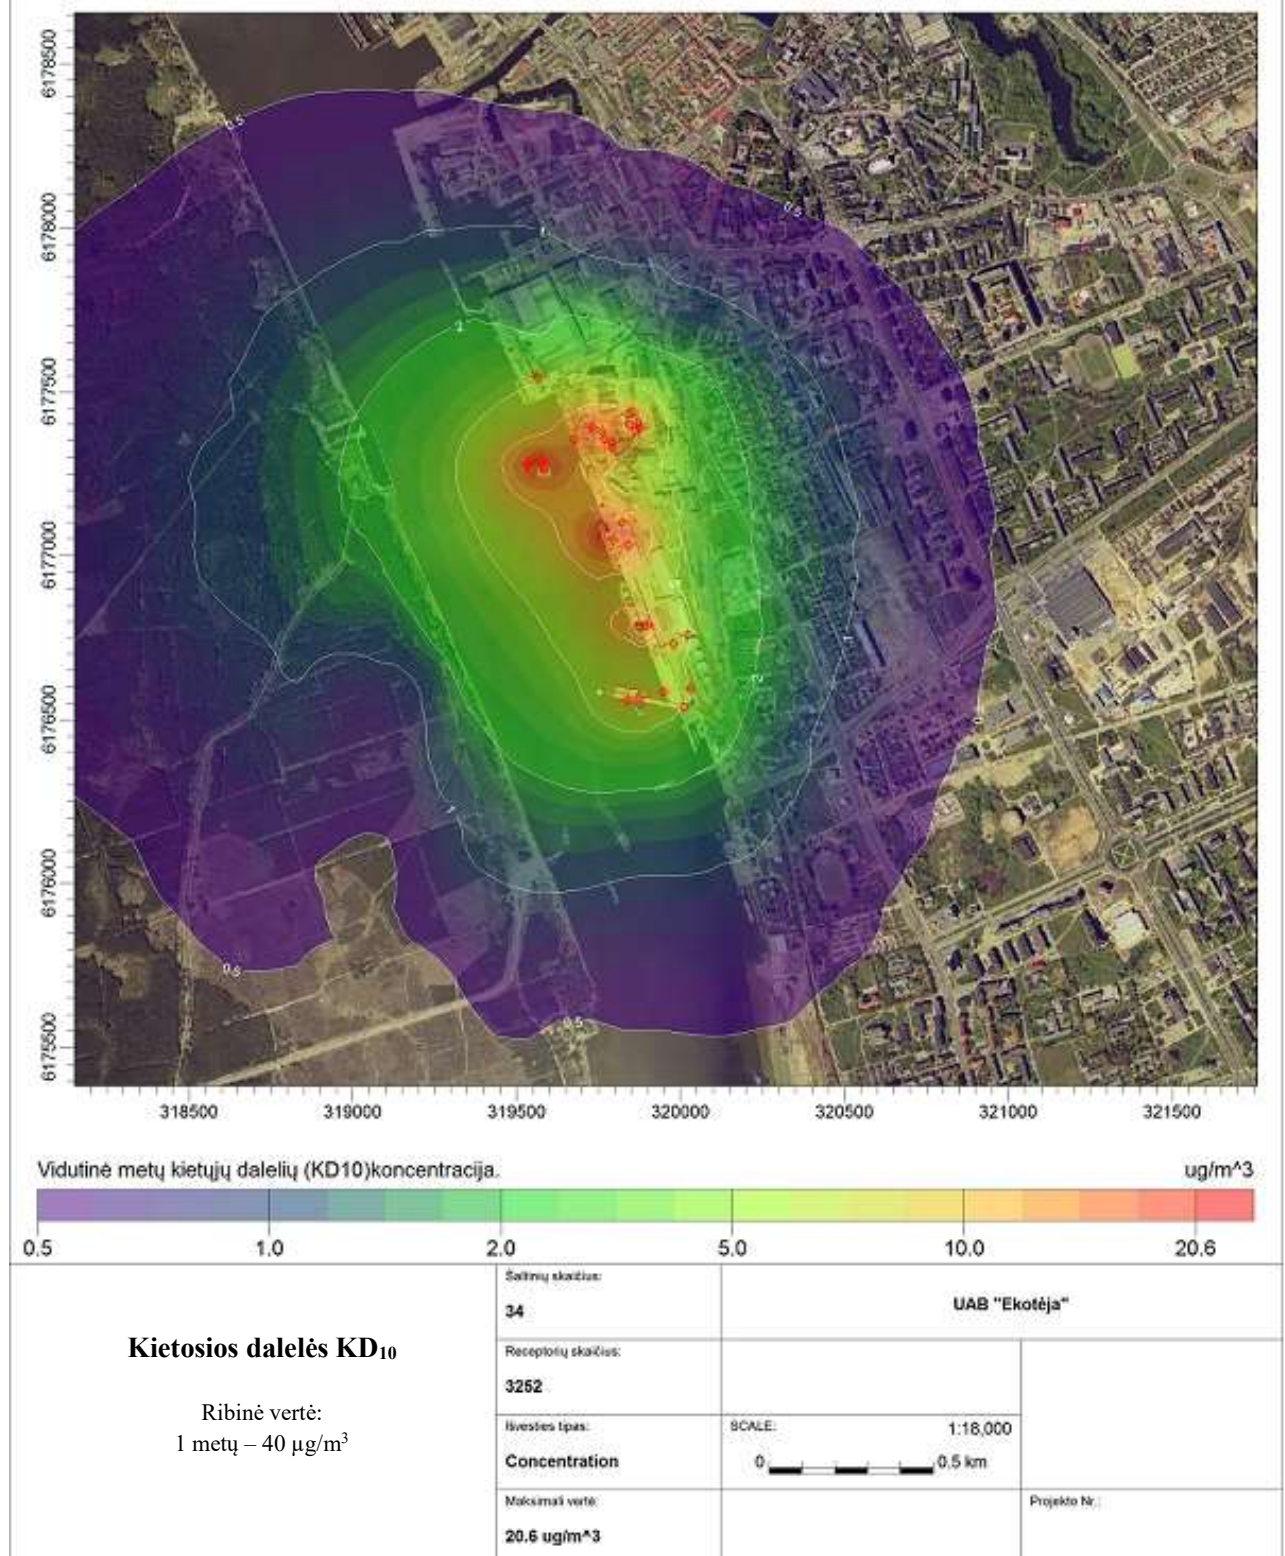 6178500
6178000
6177500
6177000
6176500
6176000
6175500
0.5
0.5
1
2
1
2
1
0.5
0.5
318500 319000 319500 320000 320500 321000 321500
Vidutinė metų kietųjų dalelių (KD10)koncentracija. ug/m^3
0.5 1.0 2.0 5.0 10.0 20.6
Kietosios dalelės KD₁₀
Ribinė vertė:
1 metų – 40 µg/m³
Šaltinių skaičius:
34
UAB "Ekotėja"
Receptorių skaičius:
3252
Išvesties tipas:
Concentration
SCALE: 1:18,000
0 0.5 km
Maksimali vertė:
20.6 ug/m^3
Projekto Nr.: